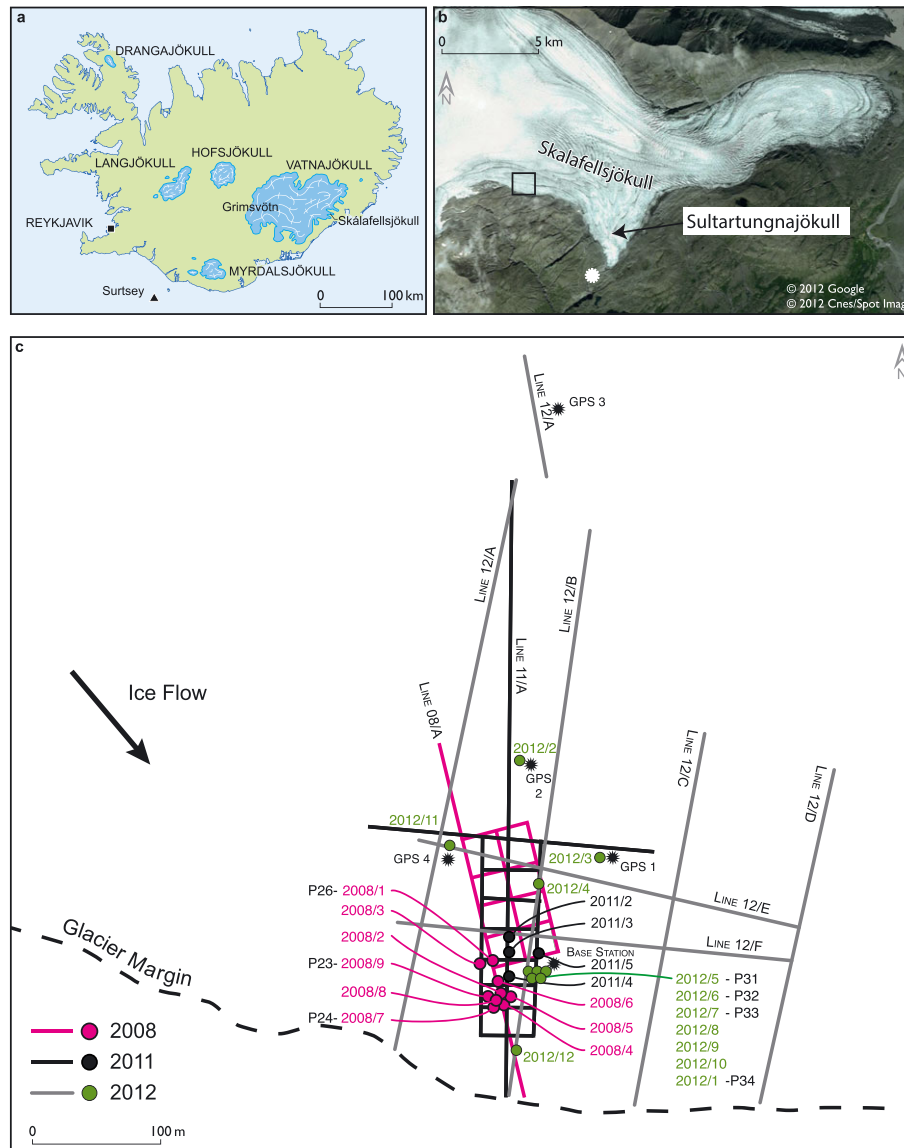 a
DRANGAJÖKULL
LANGJÖKULL
HOFSJÖKULL
VATNAJÖKULL
Grimsvötn
Skálafellsjökull
REYKJAVIK
MYRDALSJÖKULL
Surtsey
0 100 km
b
0 5 km
N
Skalafellsjökull
Sultartungnajökull
© 2012 Google
© 2012 Cnes/Spot Imag
c
N
LINE 12/A
GPS 3
LINE 12/A
LINE 12/B
LINE 11/A
Ice Flow
LINE 08/A
2012/2
GPS 2
LINE 12/C
LINE 12/D
2012/11
GPS 4
2012/3
GPS 1
2012/4
P26- 2008/1
2011/2
2008/3
2011/3
LINE 12/E
2008/2
BASE STATION
LINE 12/F
Glacier Margin
P23- 2008/9
2011/5
2011/4
2012/5 - P31
2012/6 - P32
2012/7 - P33
2012/8
2012/9
2012/10
2012/1 -P34
2008/8
2008/6
P24- 2008/7
2008/5
2008/4
2012/12
2008
2011
2012
0 100 m